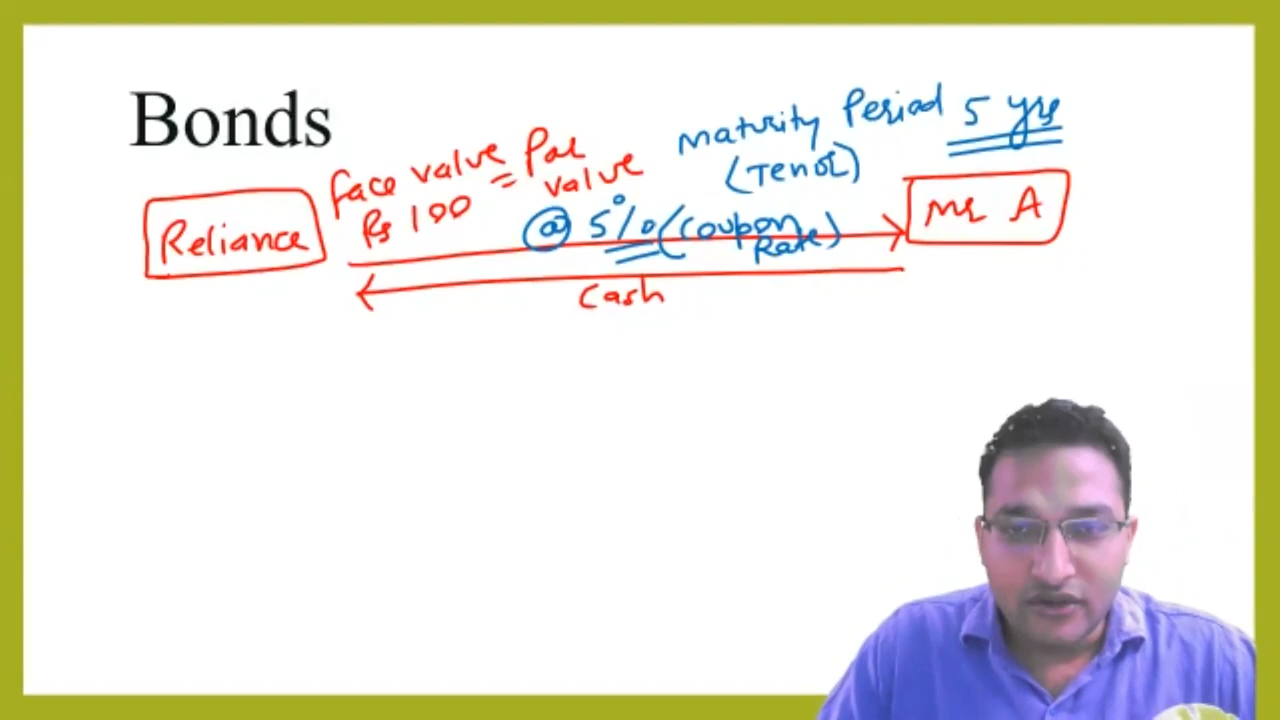 Bonds
Maturity Period 5 yrs
(Tenor)
Face value = Par
value
Rs 100
@ 5% (Coupon
Rate)
Reliance
Mr A
Cash